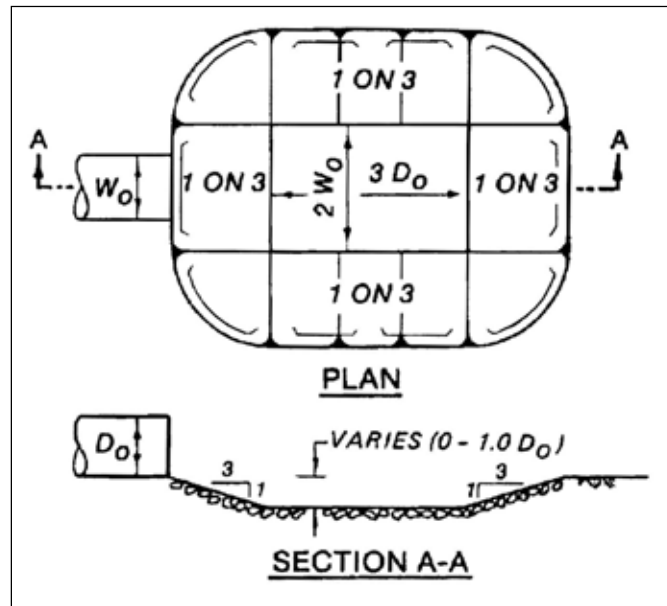 1 ON 3
A
A
W₀
1 ON 3
2 W₀
3 D₀
1 ON 3
1 ON 3
PLAN
D₀
VARIES (0 - 1.0 D₀)
3
1
3
1
SECTION A-A